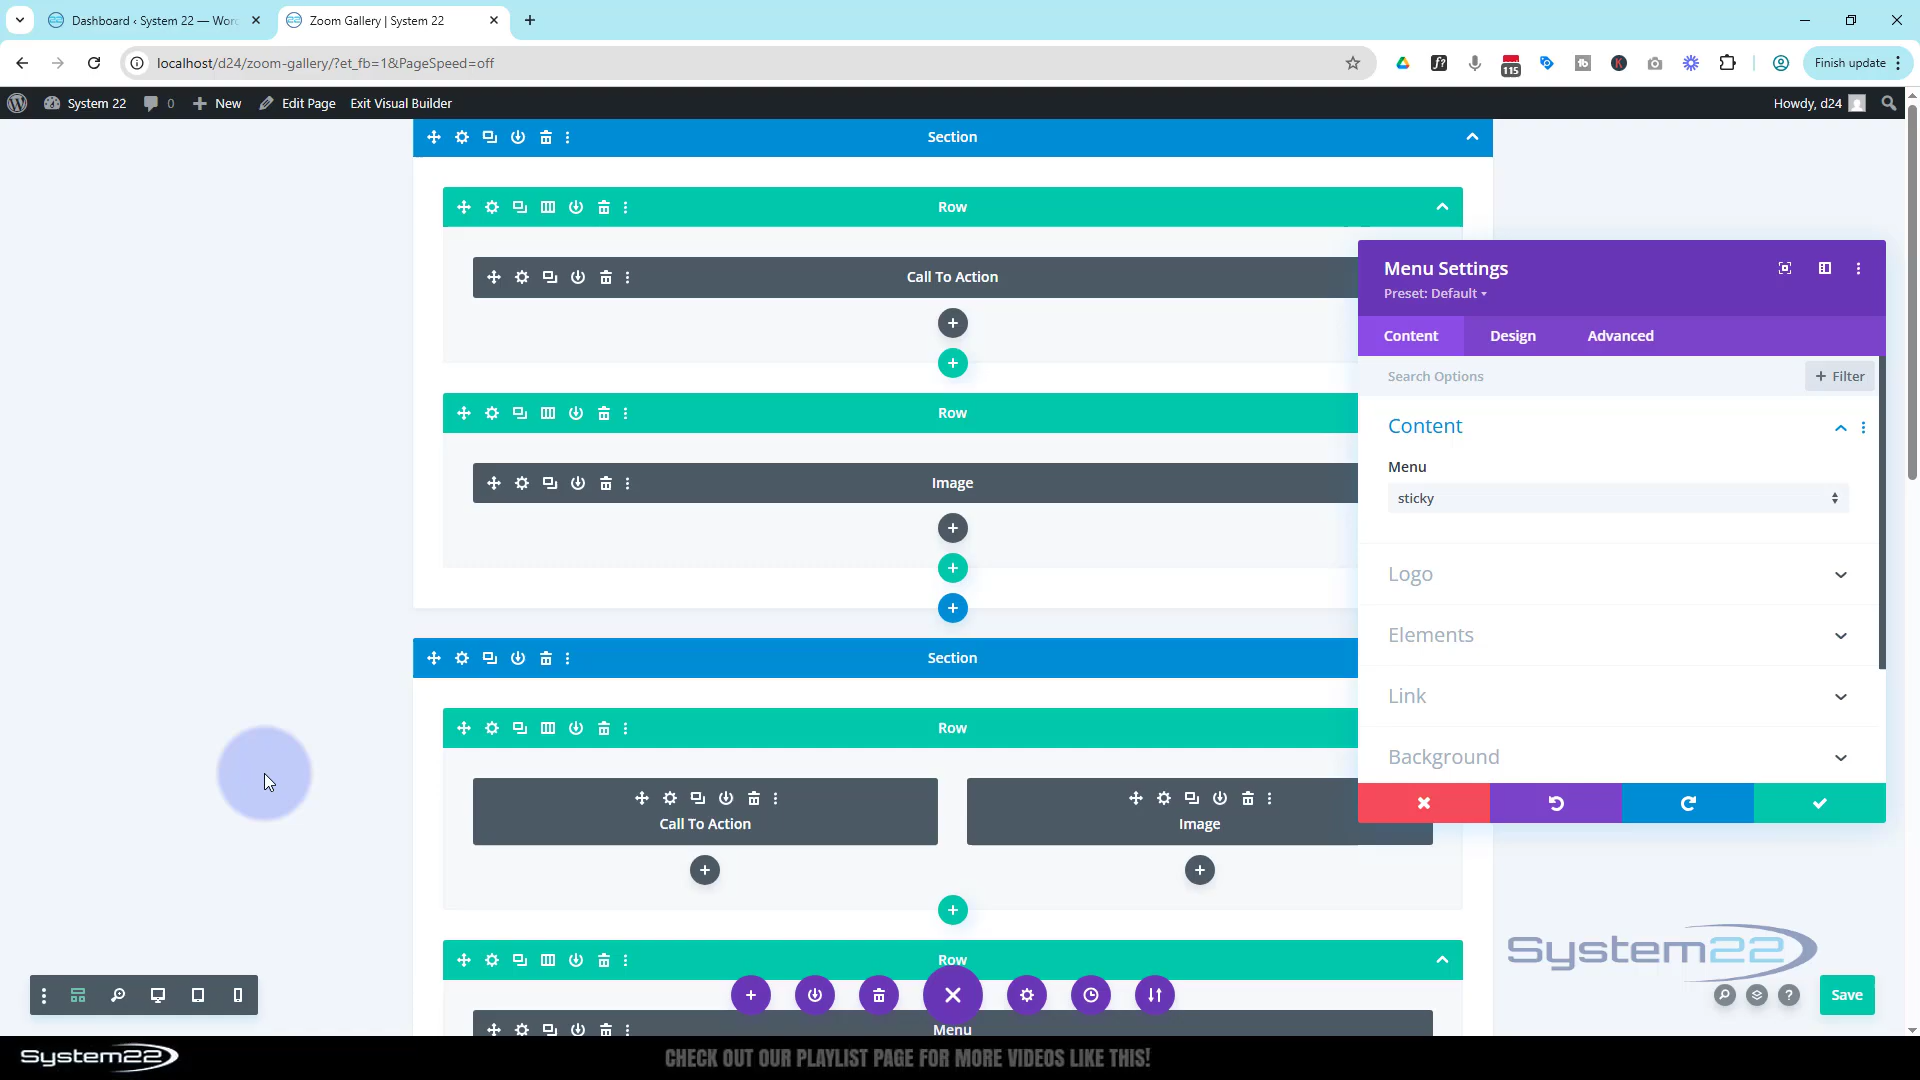 Dashboard ‹ System 22 — Wor
Zoom Gallery | System 22
localhost/d24/zoom-gallery/?et_fb=1&PageSpeed=off
115
Finish update
System 22
0
New
Edit Page
Exit Visual Builder
Howdy, d24
Section
Row
Call To Action
Menu Settings
Preset: Default
Content
Design
Advanced
Search Options
+ Filter
Row
Content
Menu
Image
sticky
Logo
Elements
Section
Link
Row
Background
Call To Action
Image
System22
Row
Save
Menu
System22
CHECK OUT OUR PLAYLIST PAGE FOR MORE VIDEOS LIKE THIS!